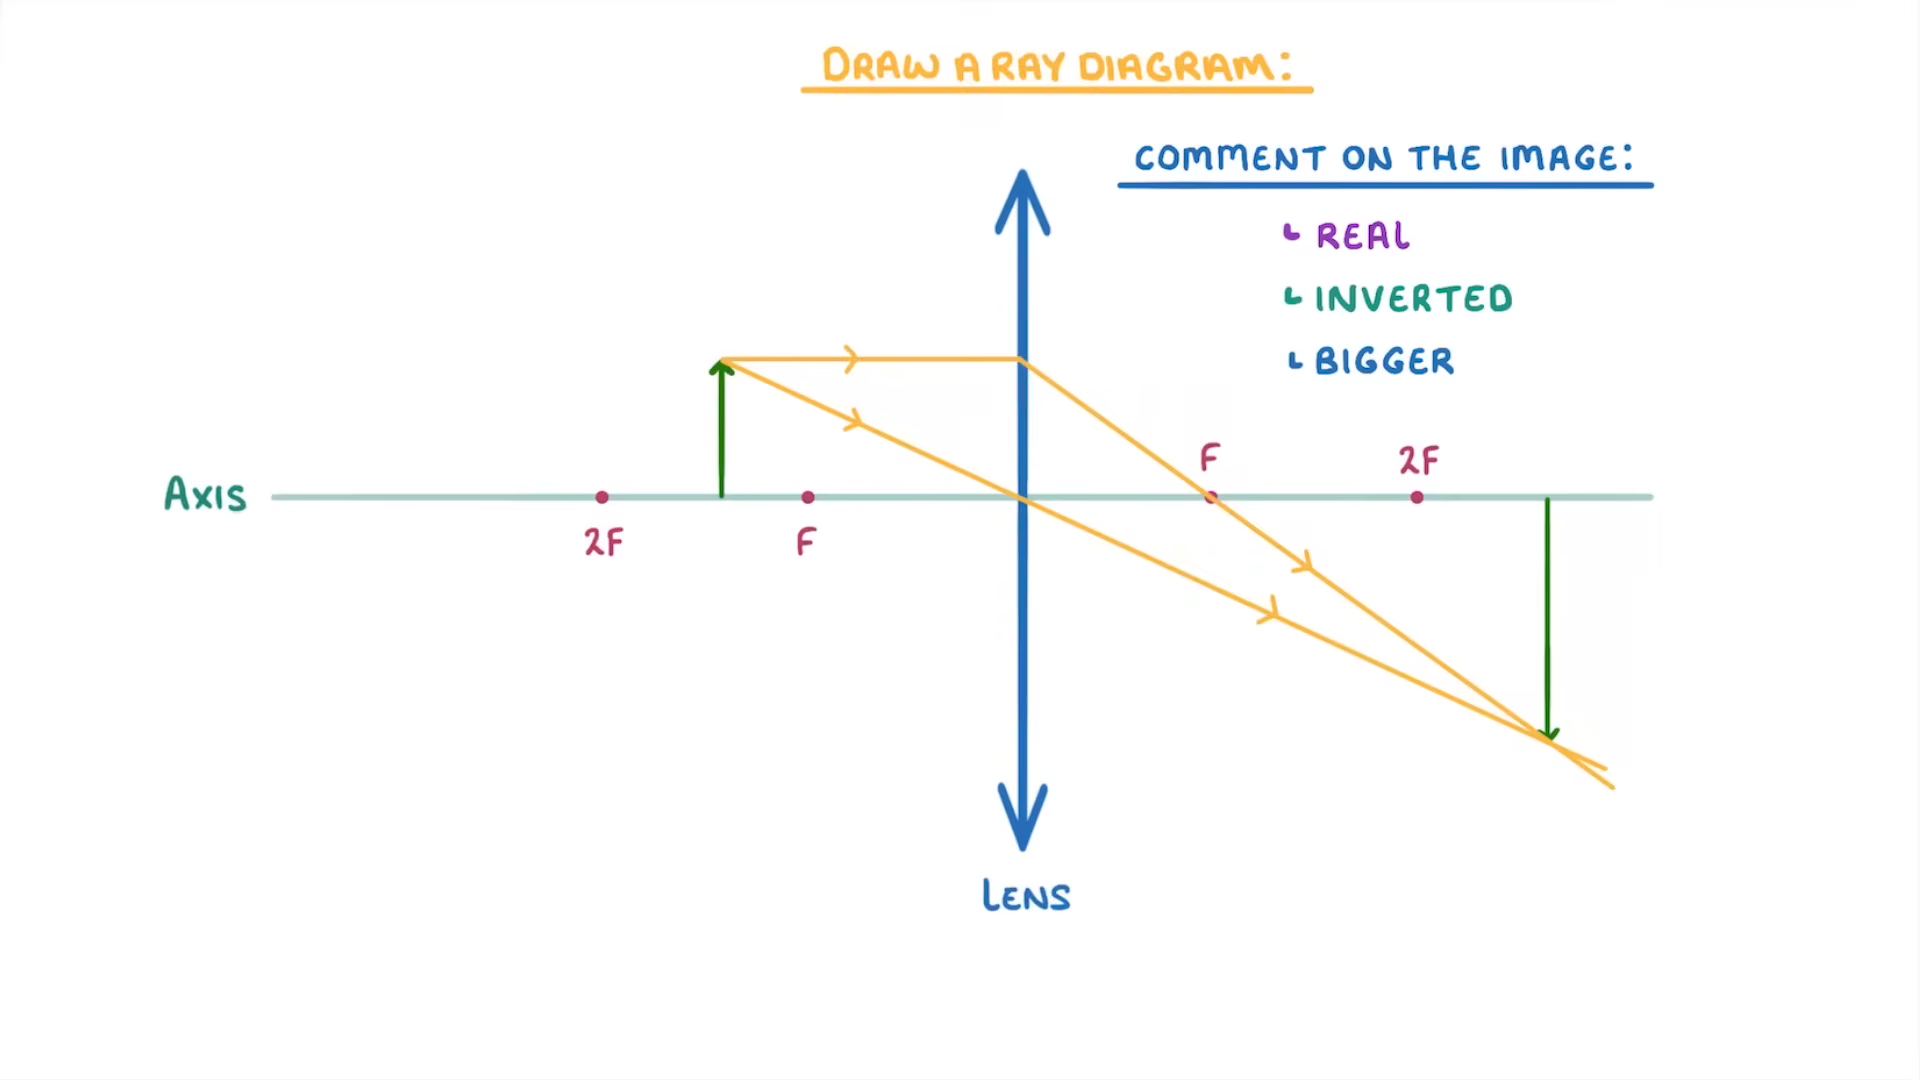 DRAW A RAY DIAGRAM:
COMMENT ON THE IMAGE:
REAL
INVERTED
BIGGER
F 2F
AXIS
2F F
LENS